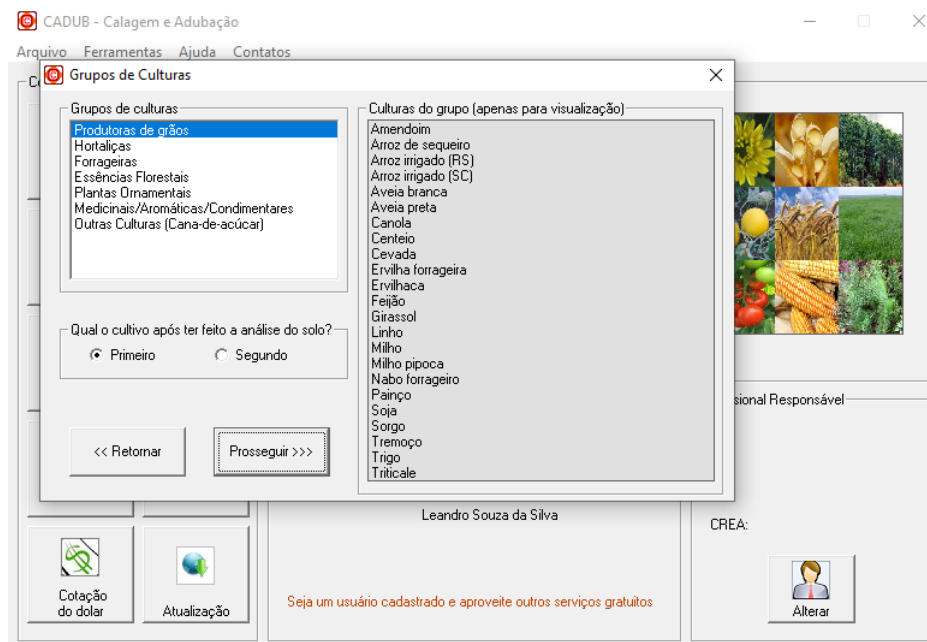 CADUB - Calagem e Adubação
Arquivo Ferramentas Ajuda Contatos
Grupos de Culturas
Grupos de culturas
Produtoras de grãos
Hortaliças
Forrageiras
Essências Florestais
Plantas Ornamentais
Medicinais/Aromáticas/Condimentares
Outras Culturas (Cana-de-acúcar)
Qual o cultivo após ter feito a análise do solo?
Primeiro
Segundo
<< Retornar
Prosseguir >>>
Culturas do grupo (apenas para visualização)
Amendoim
Arroz de sequeiro
Arroz irrigado (RS)
Arroz irrigado (SC)
Aveia branca
Aveia preta
Canola
Centeio
Cevada
Ervilha forrageira
Ervilhaca
Feijão
Girassol
Linho
Milho
Milho pipoca
Nabo forrageiro
Painço
Soja
Sorgo
Tremoço
Trigo
Triticale
sional Responsável
CREA:
Alterar
Leandro Souza da Silva
Seja um usuário cadastrado e aproveite outros serviços gratuitos
Cotação
do dolar
Atualização